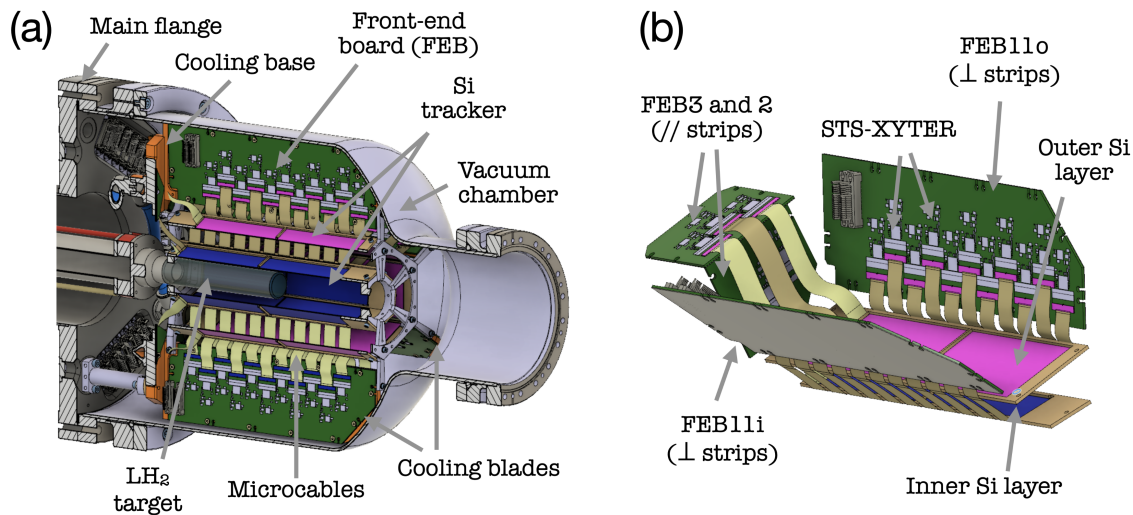 (a)
Main flange
Cooling base
Front-end
board (FEB)
Si
tracker
Vacuum
chamber
LH₂
target
Microcables
Cooling blades
(b)
FEB3 and 2
(// strips)
STS-XYTER
FEB11o
(⊥ strips)
Outer Si
layer
FEB11i
(⊥ strips)
Inner Si layer